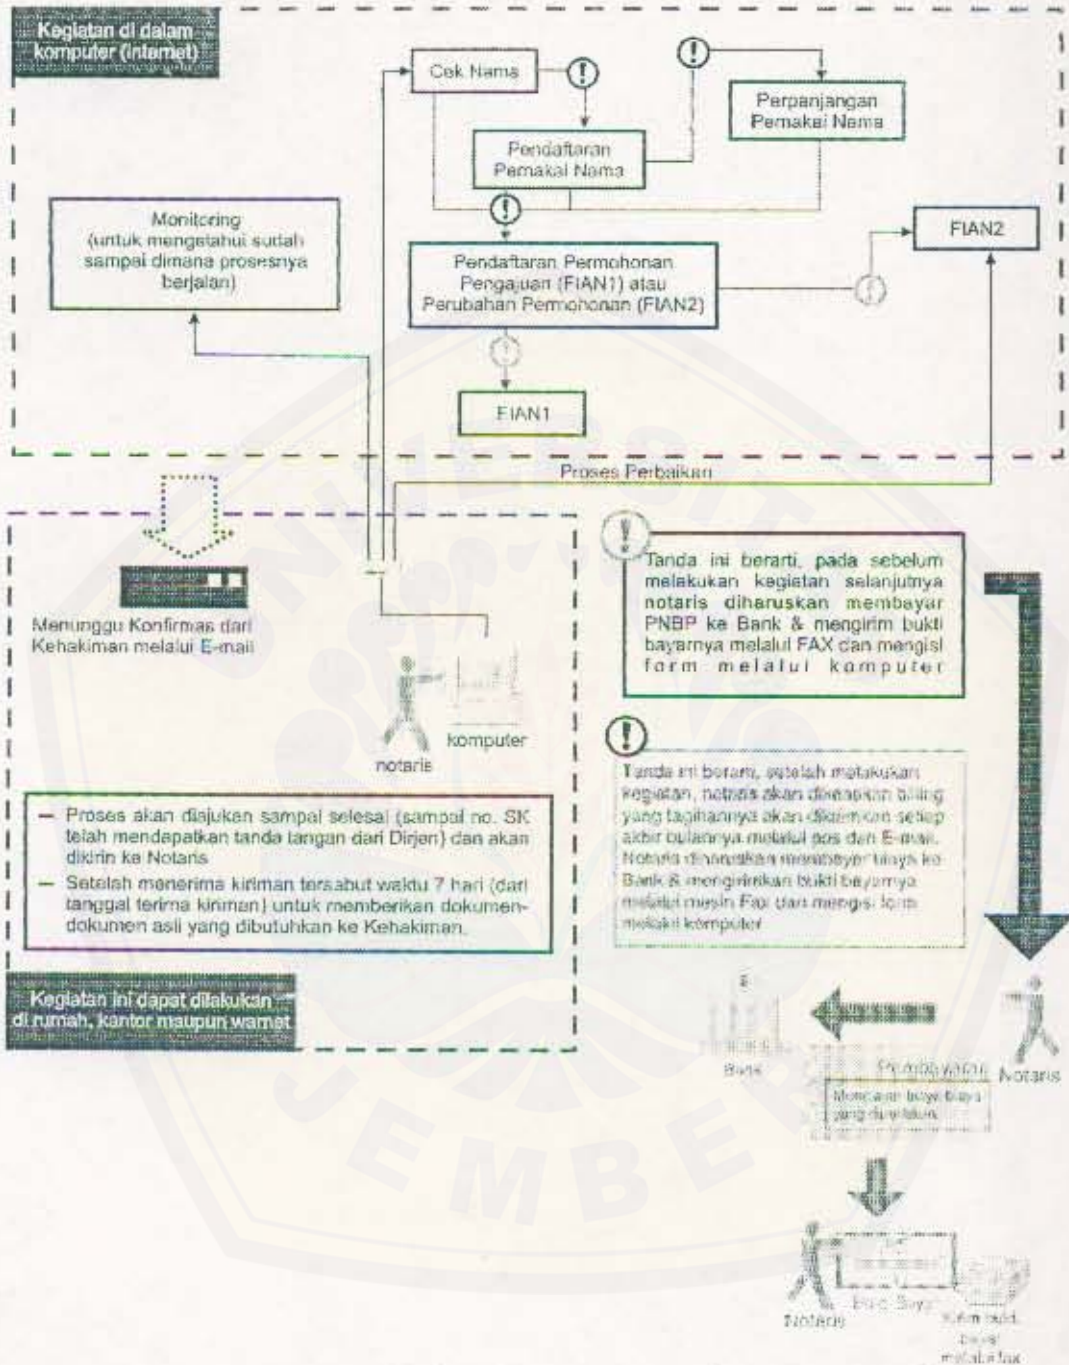 Kegiatan di dalam
komputer (internet)
Cek Nama
Perpanjangan
Pemakai Nama
Pendaftaran
Pemakai Nama
Monitoring
(untuk mengetahui sudah
sampai dimana prosesnya
berjalan)
FIAN2
Pendaftaran Permohonan
Pengajuan (FIAN1) atau
Perubahan Permohonan (FIAN2)
FIAN1
Proses Perbaikan
Menunggu Konfirmasi dari
Kehakiman melalui E-mail
Tanda ini berarti, pada sebelum
melakukan kegiatan selanjutnya
notaris diharuskan membayar
PNBP ke Bank & mengirim bukti
bayarnya melalui FAX dan mengisi
form melalui komputer
komputer
notaris
Tanda ini berarti, setelah melakukan
kegiatan, notaris akan dikenakan billing
yang tagihannya akan dikirimkan setiap
akhir bulannya melalui pos dan E-mail.
Notaris diharuskan membayar biaya ke
Bank & mengirimkan bukti bayarnya
melalui mesin Fax dan mengisi form
melalui komputer
– Proses akan diajukan sampai selesai (sampai no. SK
telah mendapatkan tanda tangan dari Dirjen) dan akan
dikirin ke Notaris
– Setelah menerima kiriman tersabut waktu 7 hari (dari
tanggal terima kiriman) untuk memberikan dokumen-
dokumen asli yang dibutuhkan ke Kehakiman.
Kegiatan ini dapat dilakukan
di rumah, kantor maupun warnet
Bank
Pembayaran
Notaris
biaya
yang
Notaris
bayar
UNIVERSIT
JEMBER